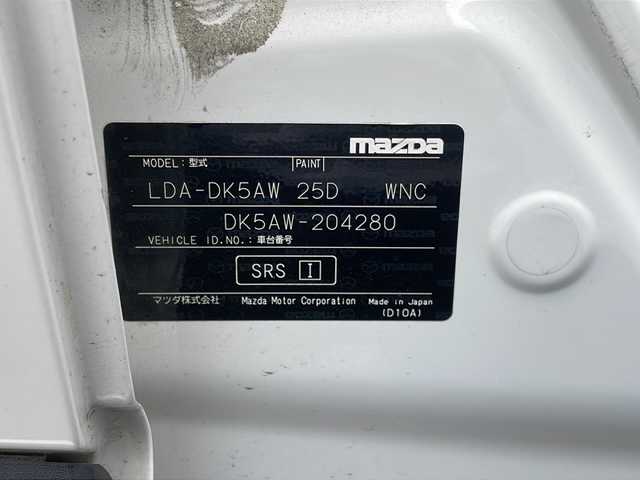 mazda
MODEL: 型式 PAINT
LDA-DK5AW 25D WNC
DK5AW-204280
VEHICLE ID.NO.: 車台番号
SRS I
マツダ株式会社 Mazda Motor Corporation Made in Japan
(D10A)